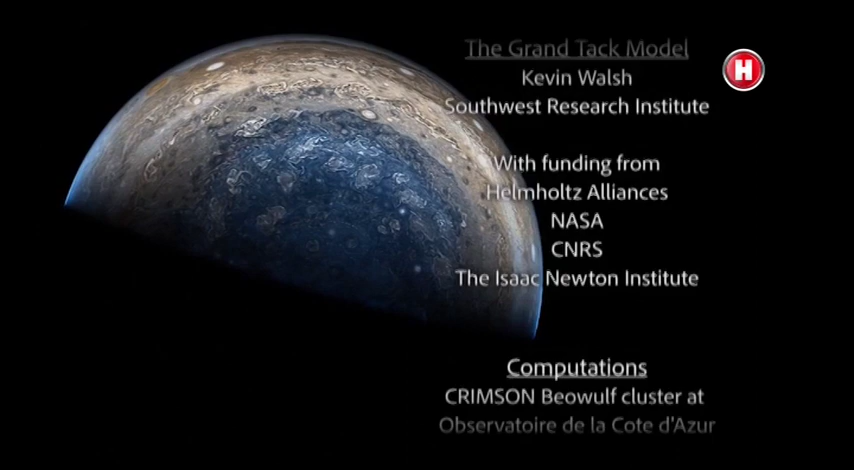 The Grand Tack Model
H
Kevin Walsh
Southwest Research Institute
With funding from
Helmholtz Alliances
NASA
CNRS
The Isaac Newton Institute
Computations
CRIMSON Beowulf cluster at
Observatoire de la Cote d'Azur